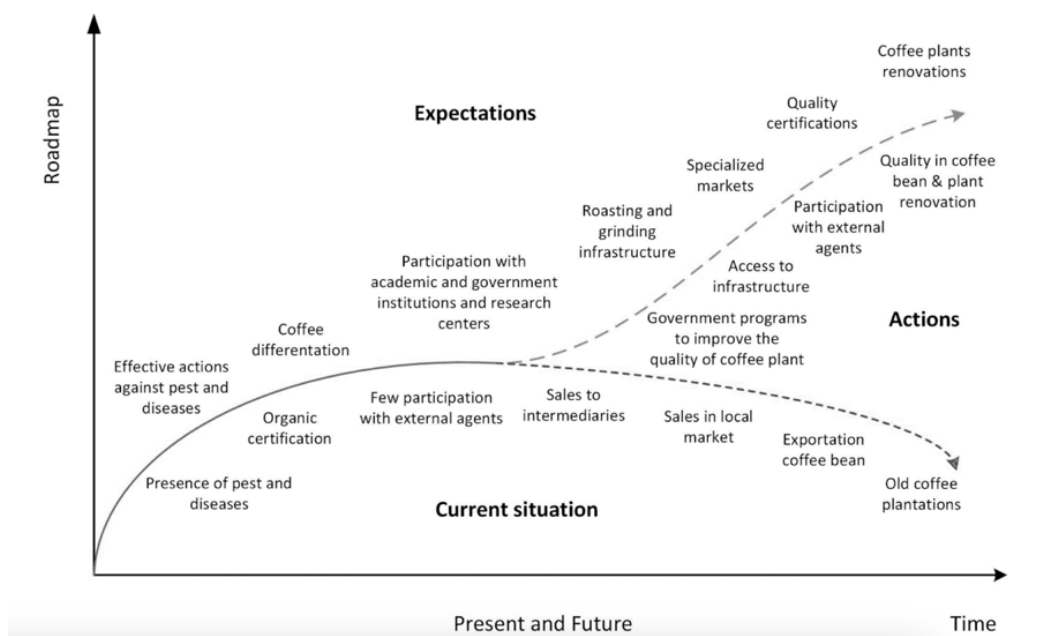 Coffee plants
renovations
Quality
certifications
Expectations
Roadmap
Specialized
markets
Quality in coffee
bean & plant
renovation
Roasting and
grinding
infrastructure
Participation
with external
agents
Participation with
academic and government
institutions and research
centers
Access to
infrastructure
Government programs
to improve the
quality of coffee plant
Actions
Coffee
differentation
Effective actions
against pest and
diseases
Organic
certification
Few participation
with external agents
Sales to
intermediaries
Sales in local
market
Exportation
coffee bean
Presence of pest and
diseases
Old coffee
plantations
Current situation
Present and Future
Time